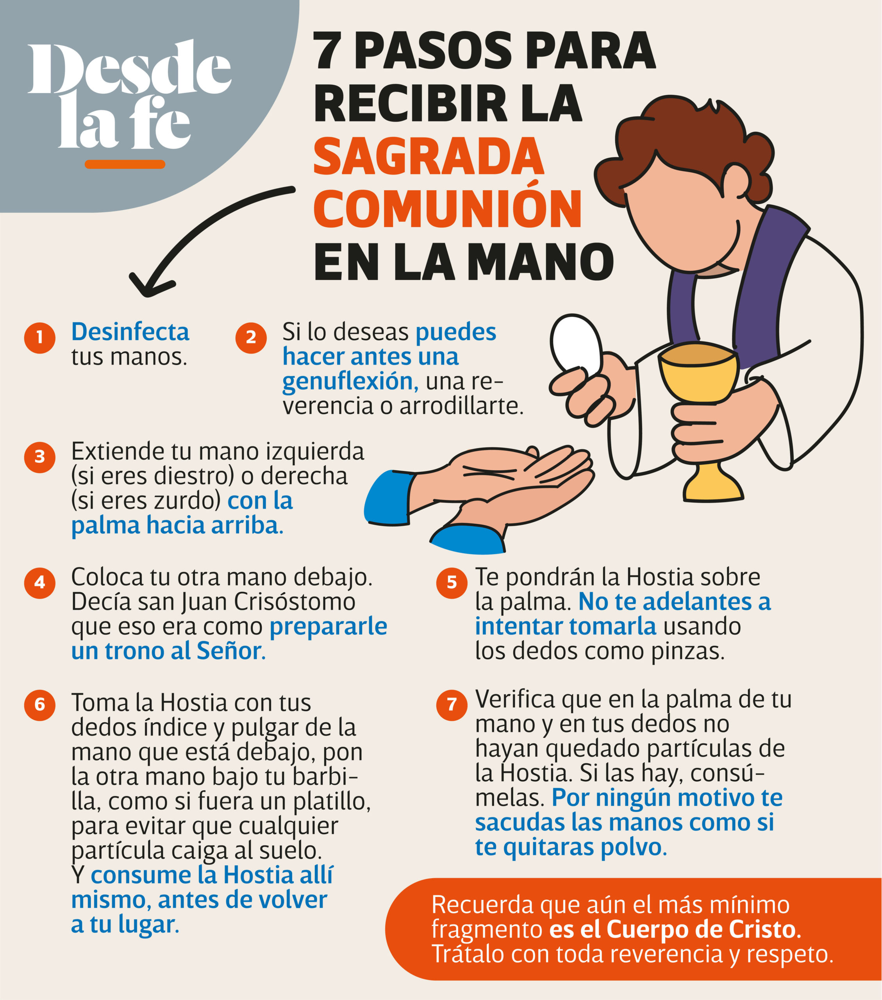 Desde
la fe
7 PASOS PARA
RECIBIR LA
SAGRADA
COMUNIÓN
EN LA MANO
1
Desinfecta
tus manos.
2
Si lo deseas puedes
hacer antes una
genuflexión, una re-
verencia o arrodillarte.
3
Extiende tu mano izquierda
(si eres diestro) o derecha
(si eres zurdo) con la
palma hacia arriba.
4
Coloca tu otra mano debajo.
Decía san Juan Crisóstomo
que eso era como prepararle
un trono al Señor.
5
Te pondrán la Hostia sobre
la palma. No te adelantes a
intentar tomarla usando
los dedos como pinzas.
6
Toma la Hostia con tus
dedos índice y pulgar de la
mano que está debajo, pon
la otra mano bajo tu barbi-
lla, como si fuera un platillo,
para evitar que cualquier
partícula caiga al suelo.
Y consume la Hostia allí
mismo, antes de volver
a tu lugar.
7
Verifica que en la palma de tu
mano y en tus dedos no
hayan quedado partículas de
la Hostia. Si las hay, consú-
melas. Por ningún motivo te
sacudas las manos como si
te quitaras polvo.
Recuerda que aún el más mínimo
fragmento es el Cuerpo de Cristo.
Trátalo con toda reverencia y respeto.